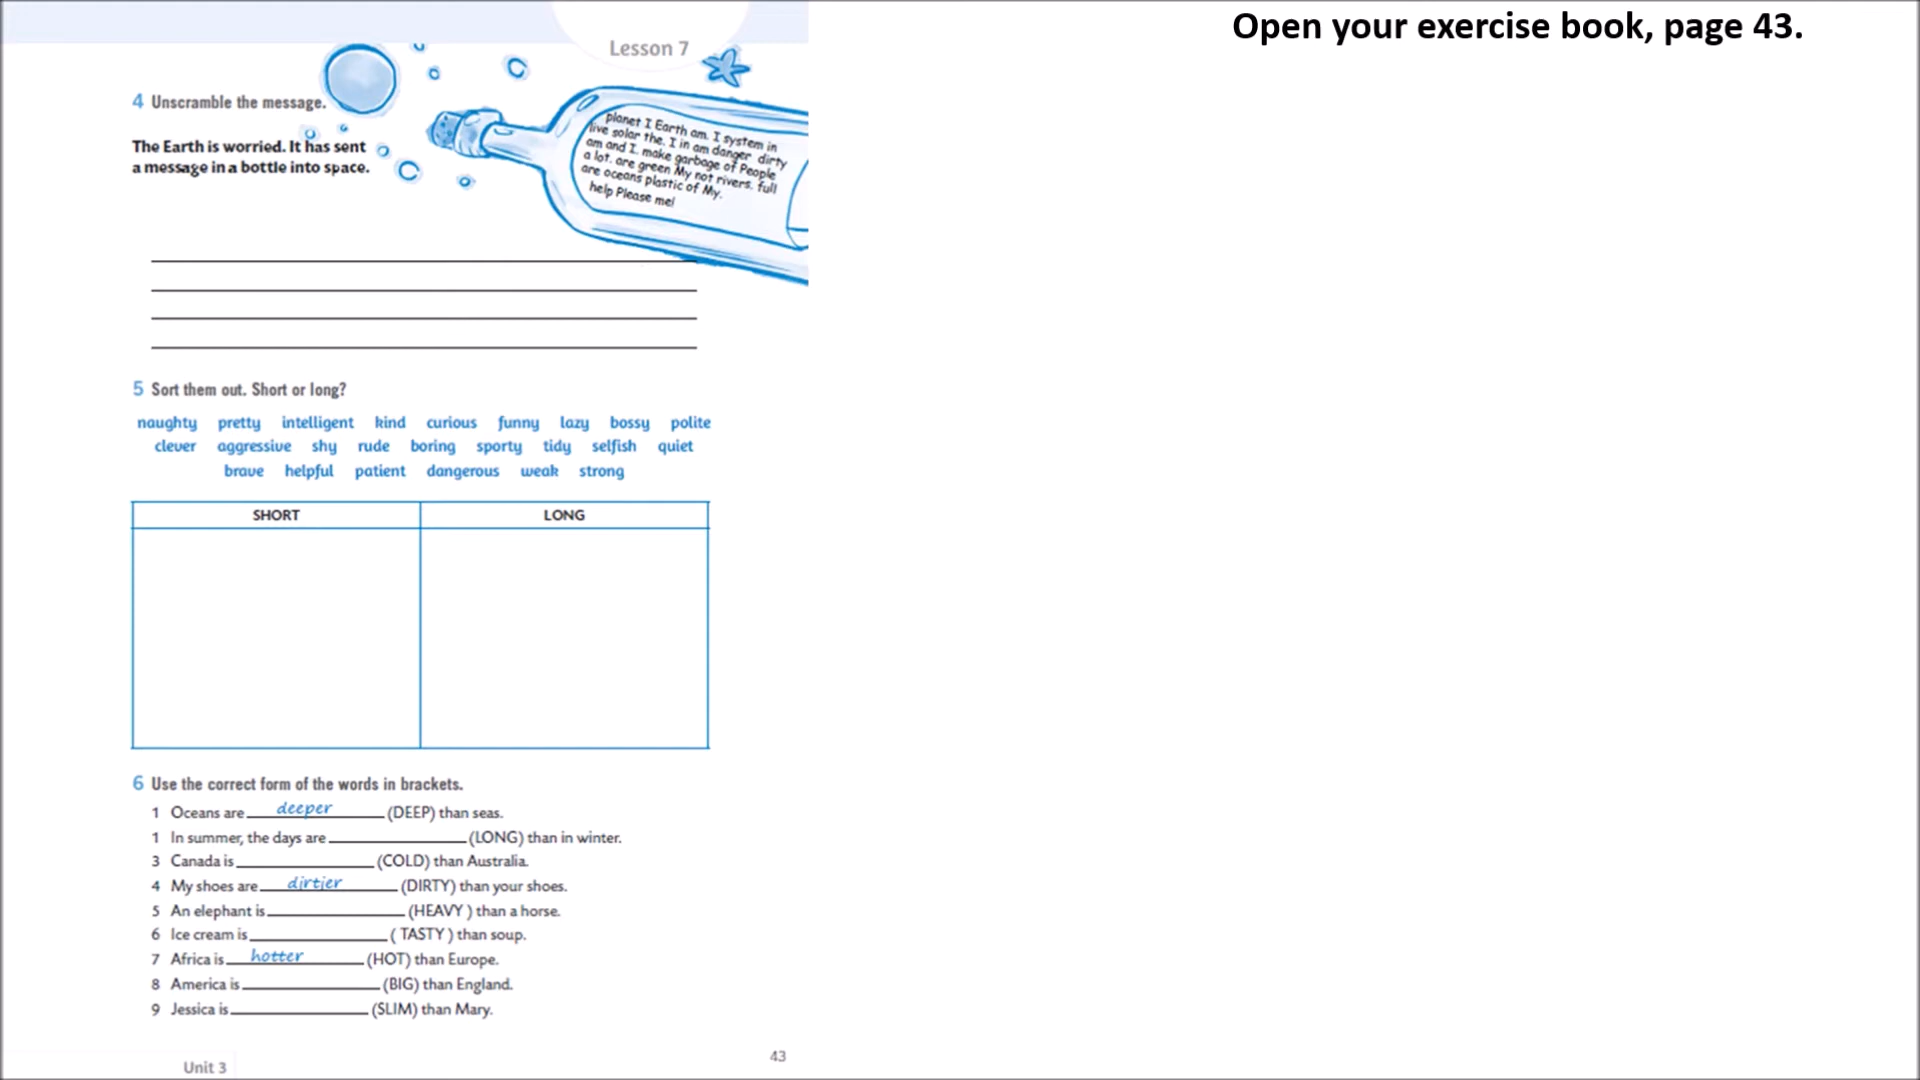 Open your exercise book, page 43.
Lesson 7
4 Unscramble the message.
The Earth is worried. It has sent
a message in a bottle into space.
planet I Earth am. I system in
live solar the. I in am danger dirty
am and I. make garbage of People
a lot. are green My not rivers. full
are oceans plastic of My.
help Please me!
5 Sort them out. Short or long?
naughty pretty intelligent kind curious funny lazy bossy polite
clever aggressive shy rude boring sporty tidy selfish quiet
brave helpful patient dangerous weak strong
SHORT LONG
6 Use the correct form of the words in brackets.
1 Oceans are deeper (DEEP) than seas.
1 In summer, the days are (LONG) than in winter.
3 Canada is (COLD) than Australia.
4 My shoes are dirtier (DIRTY) than your shoes.
5 An elephant is (HEAVY ) than a horse.
6 Ice cream is ( TASTY ) than soup.
7 Africa is hotter (HOT) than Europe.
8 America is (BIG) than England.
9 Jessica is (SLIM) than Mary.
43
Unit 3